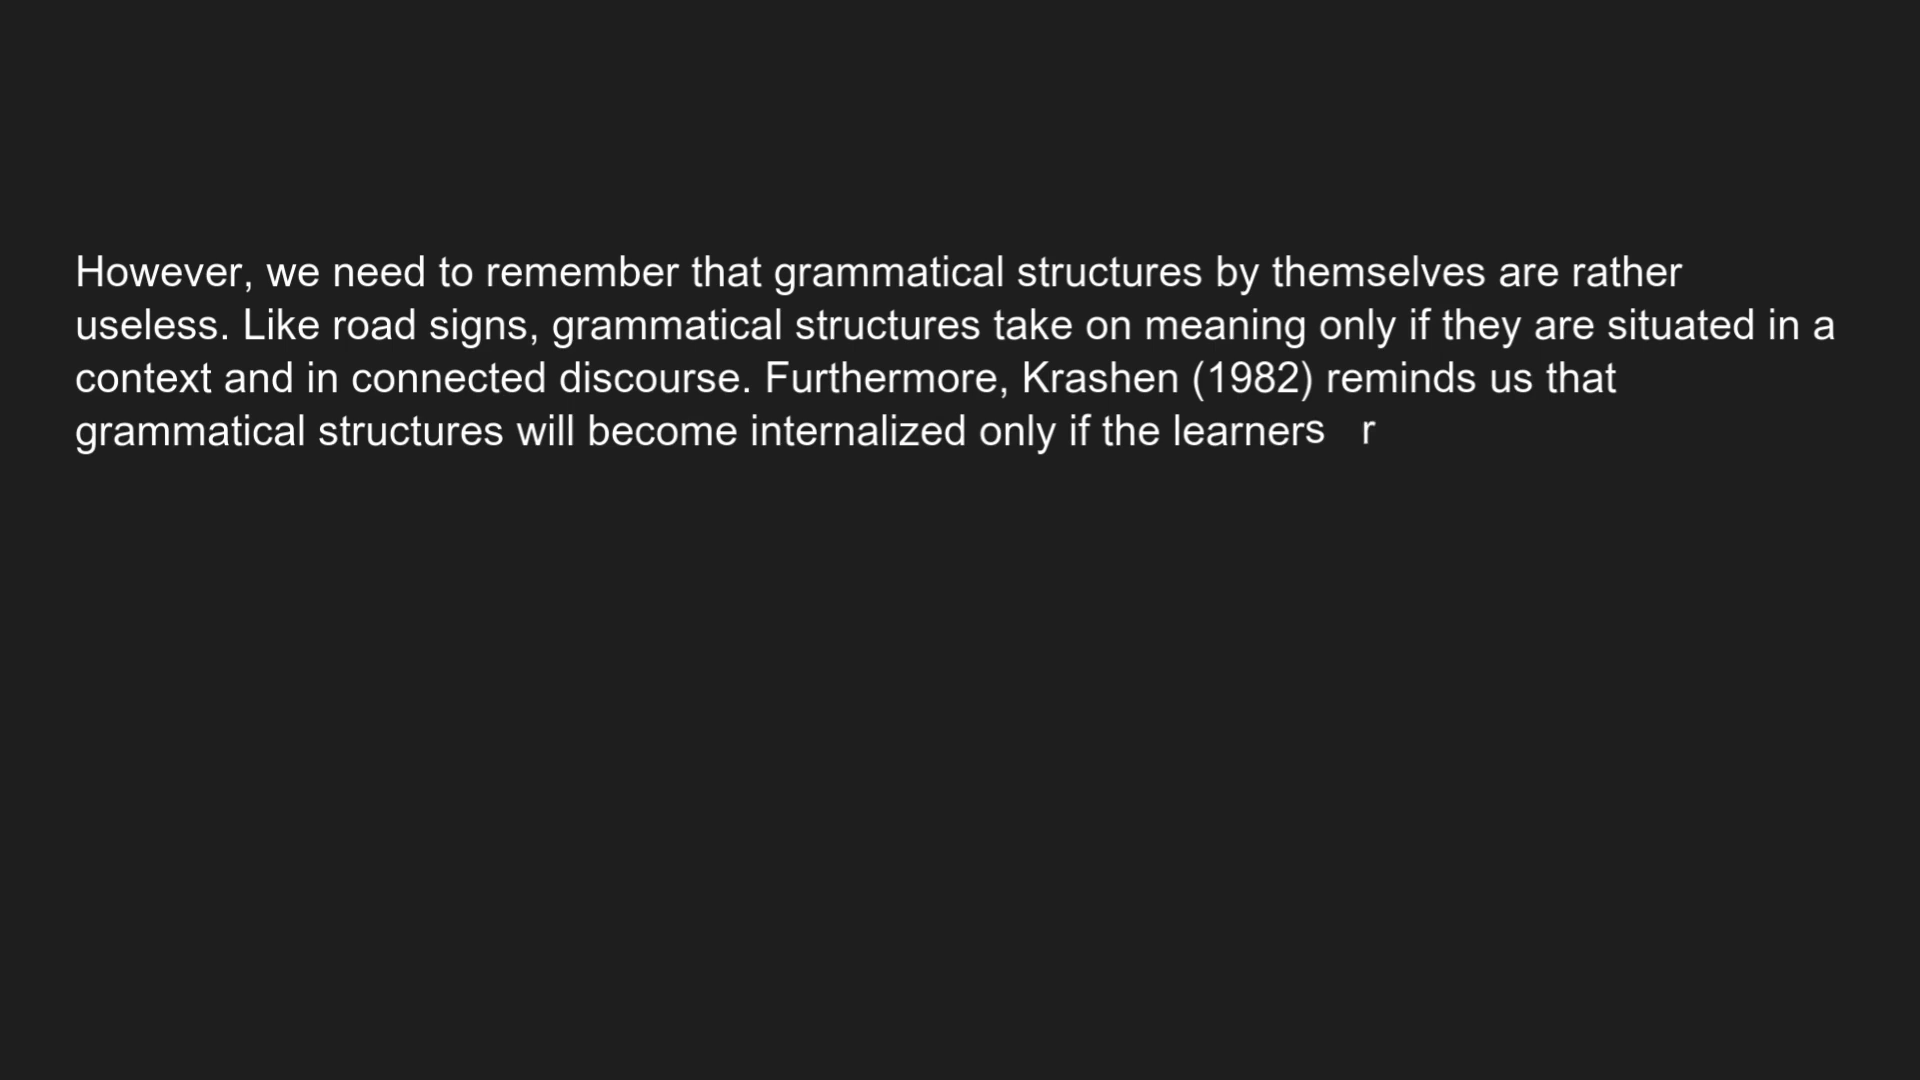 However, we need to remember that grammatical structures by themselves are rather
useless. Like road signs, grammatical structures take on meaning only if they are situated in a
context and in connected discourse. Furthermore, Krashen (1982) reminds us that
grammatical structures will become internalized only if the learners r